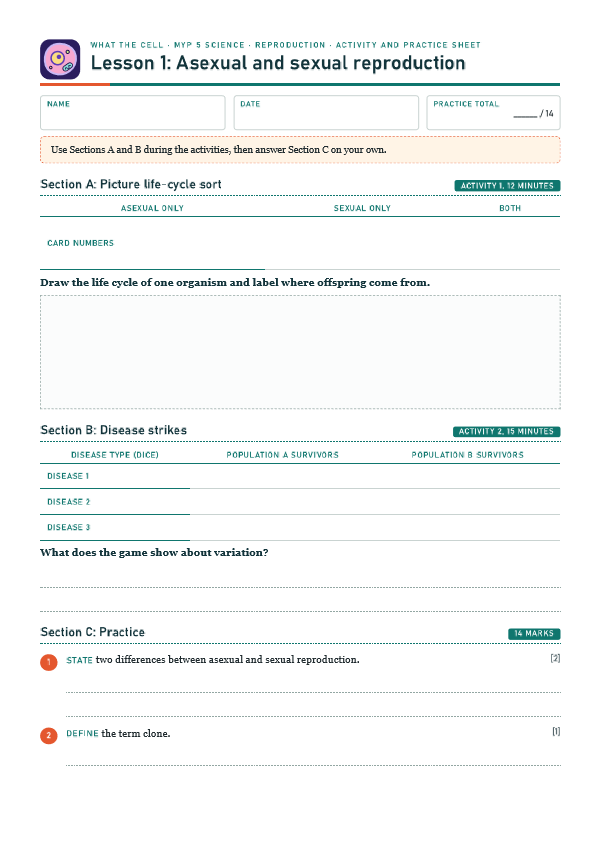 WHAT THE CELL · MYP 5 SCIENCE · REPRODUCTION · ACTIVITY AND PRACTICE SHEET
Lesson 1: Asexual and sexual reproduction
NAME
DATE
PRACTICE TOTAL
_____ / 14
Use Sections A and B during the activities, then answer Section C on your own.
Section A: Picture life-cycle sort
ACTIVITY 1, 12 MINUTES
ASEXUAL ONLY SEXUAL ONLY BOTH
CARD NUMBERS
Draw the life cycle of one organism and label where offspring come from.
Section B: Disease strikes
ACTIVITY 2, 15 MINUTES
DISEASE TYPE (DICE) POPULATION A SURVIVORS POPULATION B SURVIVORS
DISEASE 1
DISEASE 2
DISEASE 3
What does the game show about variation?
Section C: Practice
14 MARKS
1 STATE two differences between asexual and sexual reproduction. [2]
2 DEFINE the term clone. [1]